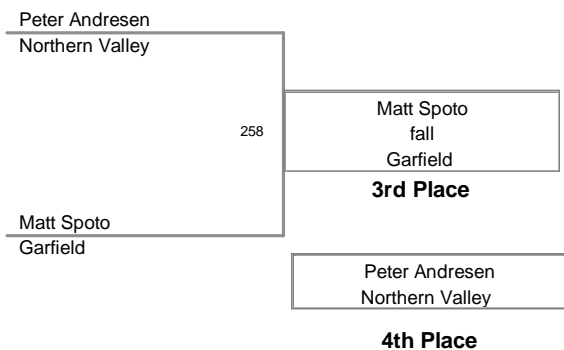 Peter Andresen
Northern Valley
258
Matt Spoto
fall
Garfield
3rd Place
Matt Spoto
Garfield
Peter Andresen
Northern Valley
4th Place